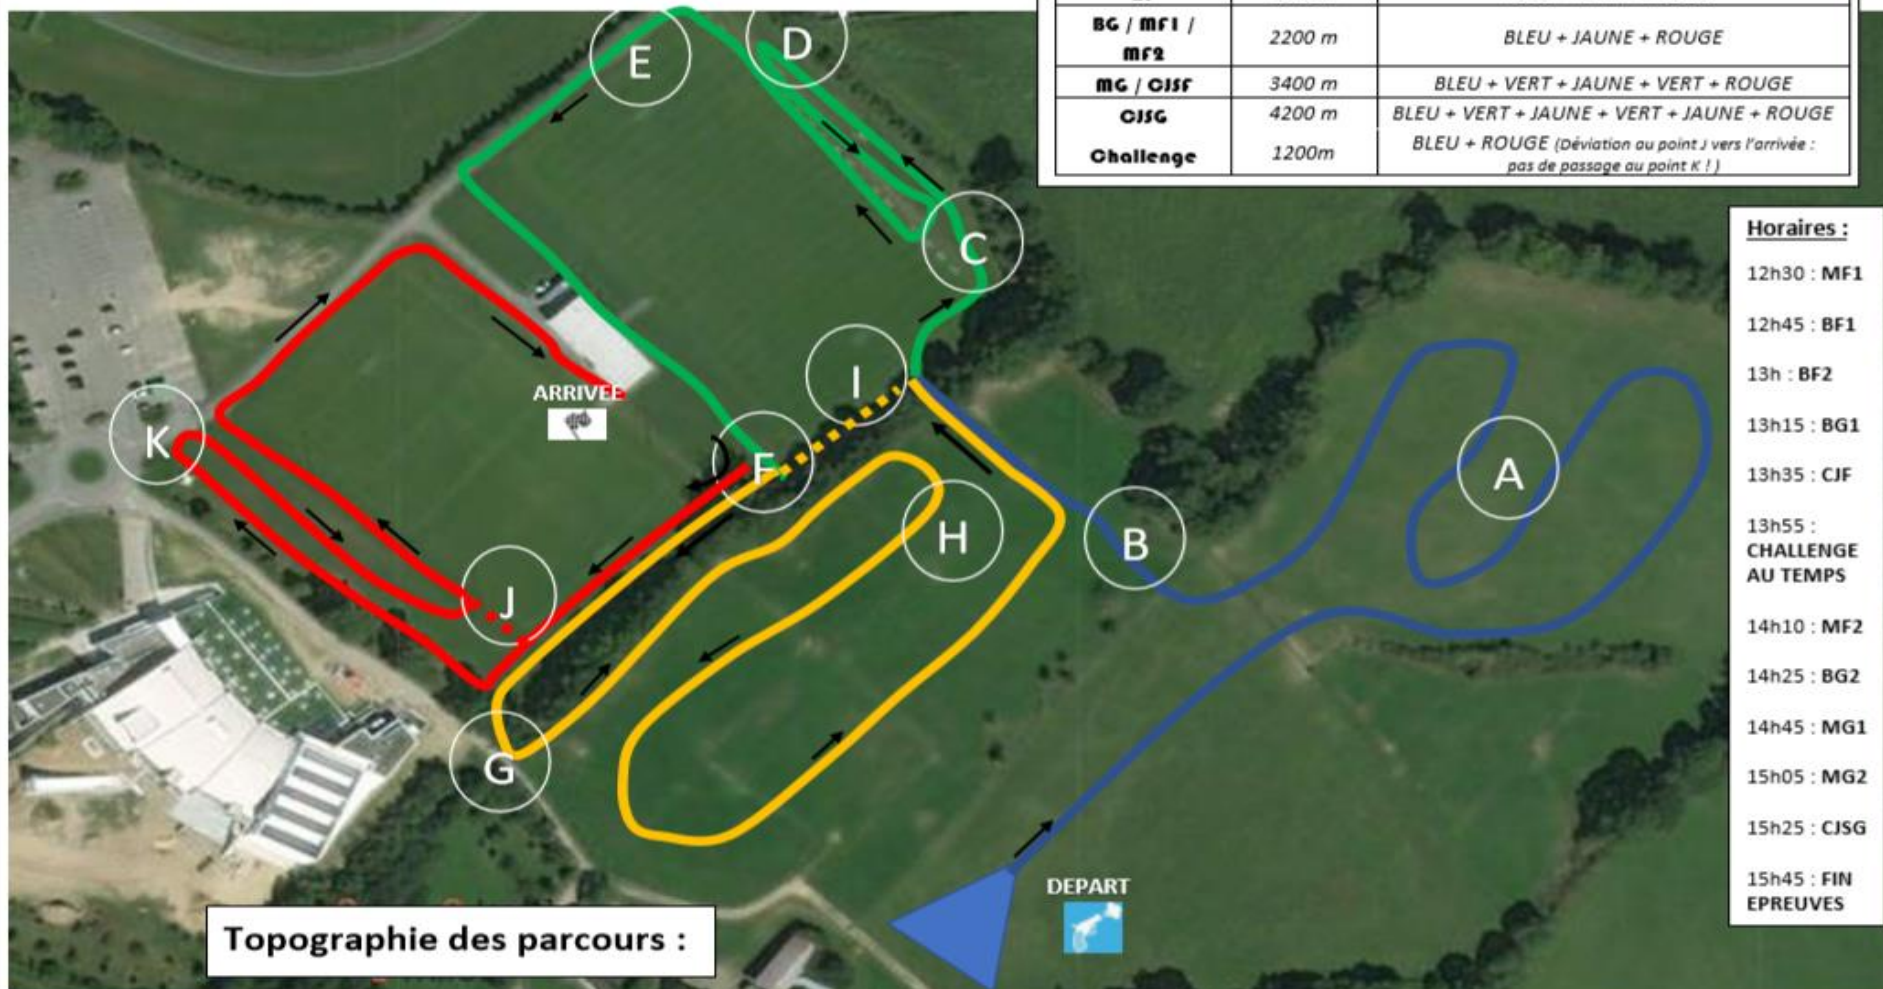 BG / MF1 /
MF2
2200 m
BLEU + JAUNE + ROUGE
MG / CJSF
3400 m
BLEU + VERT + JAUNE + VERT + ROUGE
CJSG
4200 m
BLEU + VERT + JAUNE + VERT + JAUNE + ROUGE
Challenge
1200m
BLEU + ROUGE (Déviation au point J vers l'arrivée :
pas de passage au point K ! )
Horaires :
12h30 : MF1
12h45 : BF1
13h : BF2
13h15 : BG1
13h35 : CJF
13h55 :
CHALLENGE
AU TEMPS
14h10 : MF2
14h25 : BG2
14h45 : MG1
15h05 : MG2
15h25 : CJSG
15h45 : FIN
EPREUVES
E
D
C
I
ARRIVEE
K
F
A
H
B
J
G
DEPART
Topographie des parcours :